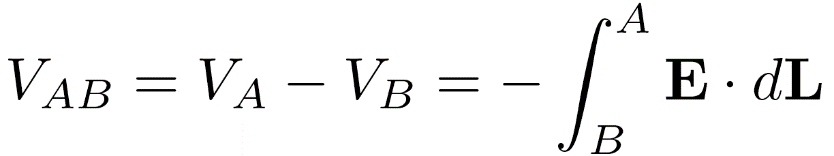 $V_{AB} = V_A - V_B = -\int_B^A \mathbf{E} \cdot d\mathbf{L}$